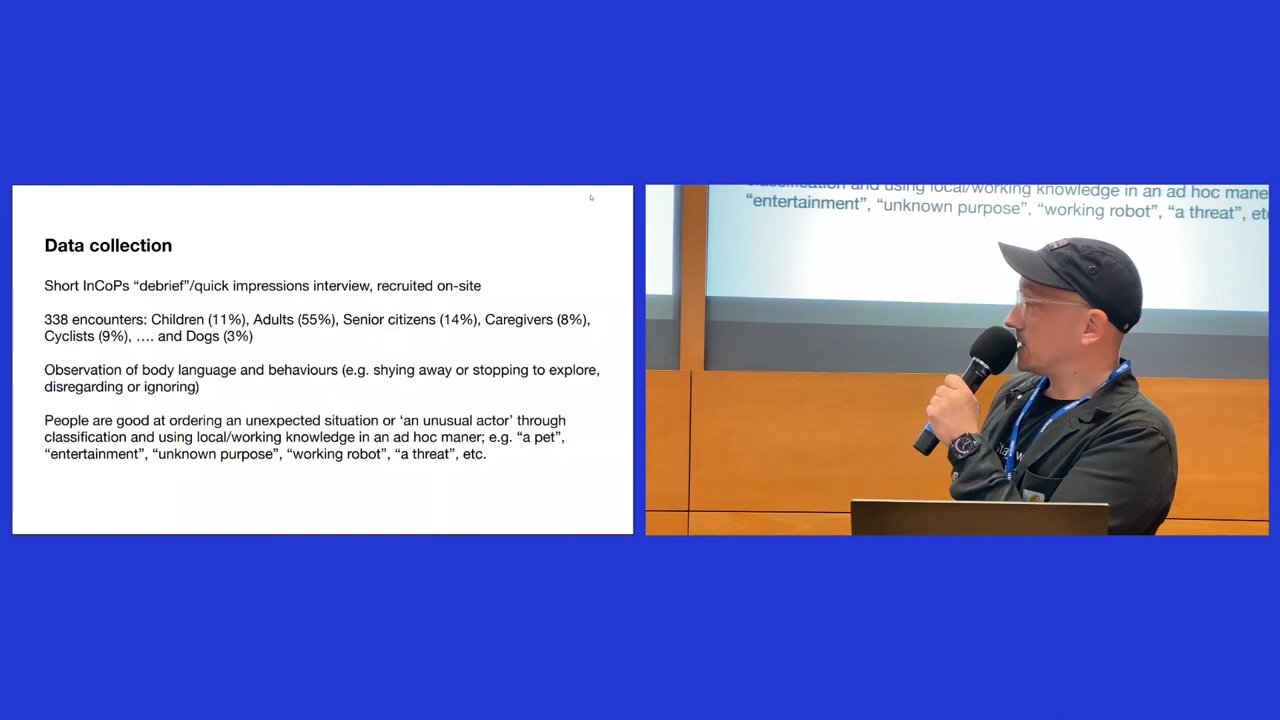 Data collection
Short InCoPs “debrief”/quick impressions interview, recruited on-site
338 encounters: Children (11%), Adults (55%), Senior citizens (14%), Caregivers (8%),
Cyclists (9%), .... and Dogs (3%)
Observation of body language and behaviours (e.g. shying away or stopping to explore,
disregarding or ignoring)
People are good at ordering an unexpected situation or ‘an unusual actor’ through
classification and using local/working knowledge in an ad hoc maner; e.g. “a pet”,
“entertainment”, “unknown purpose”, “working robot”, “a threat”, etc.
classification and using local/working knowledge in an ad hoc mane
“entertainment”, “unknown purpose”, “working robot”, “a threat”, etc